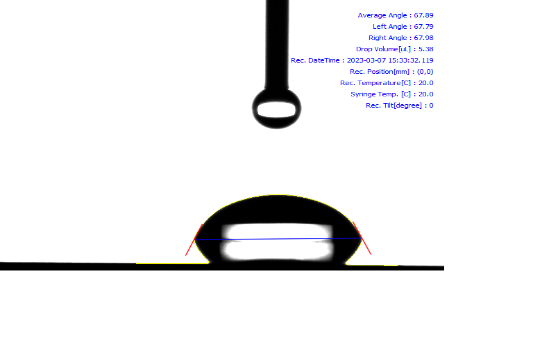 Average Angle : 67.89
Left Angle : 67.79
Right Angle : 67.98
Drop Volume[uL] : 5.38
Rec. DateTime : 2023-03-07 15:33:32.119
Rec. Position[mm] : (0,0)
Rec. Temperature[C] : 20.0
Syringe Temp. [C] : 20.0
Rec. Tilt[degree] : 0